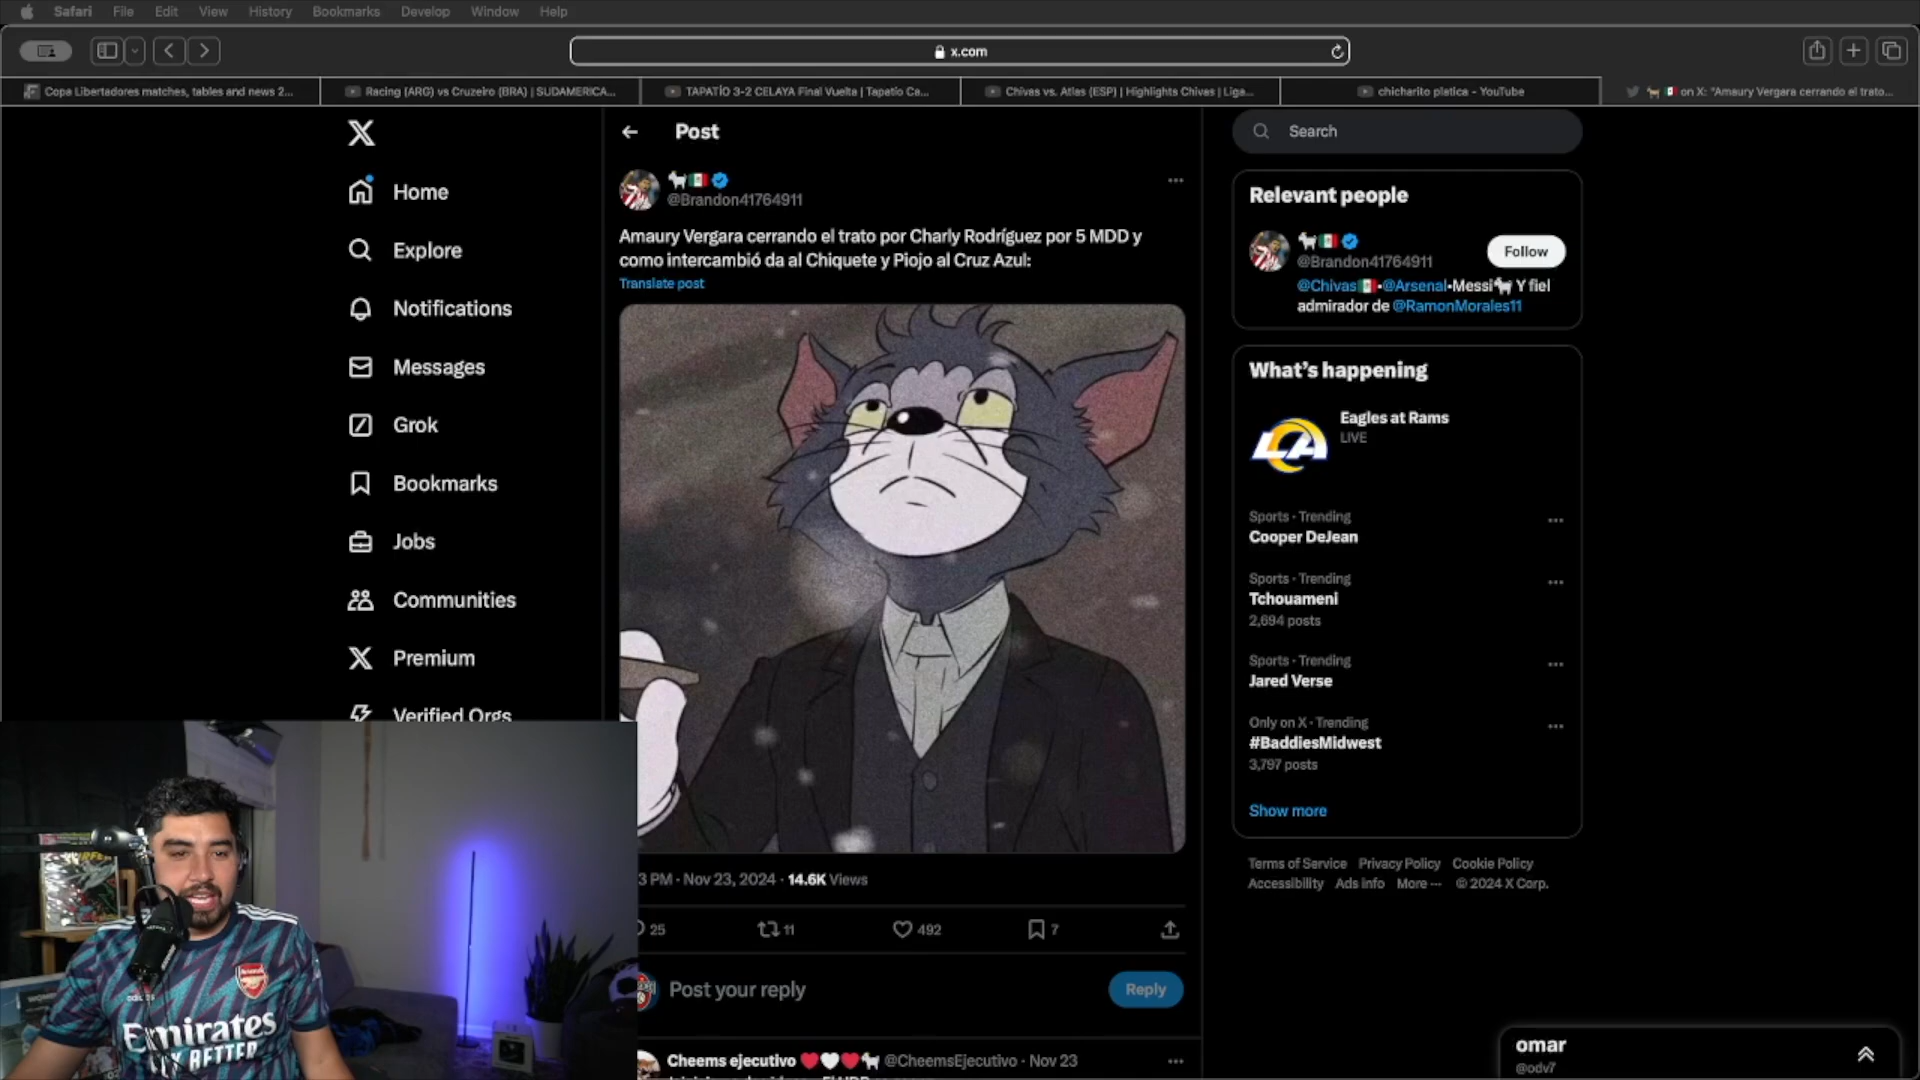 Safari File Edit View History Bookmarks Develop Window Help
x.com
Copa Libertadores matches, tables and news 2...
Racing (ARG) vs Cruzeiro (BRA) | SUDAMERICA...
TAPATÍO 3-2 CELAYA Final Vuelta | Tapatío Ca...
Chivas vs. Atlas (ESP) | Highlights Chivas | Liga...
chicharito platica - YouTube
🐐🇲🇽 on X: "Amaury Vergara cerrando el trato...
Home
Explore
Notifications
Messages
Grok
Bookmarks
Jobs
Communities
Premium
Verified Orgs
Post
🐐🇲🇽
@Brandon41764911
Amaury Vergara cerrando el trato por Charly Rodríguez por 5 MDD y
como intercambió da al Chiquete y Piojo al Cruz Azul:
Translate post
3 PM · Nov 23, 2024 · 14.6K Views
25 11 492 7
Post your reply
Reply
Cheems ejecutivo ❤️🤍❤️🐐 @CheemsEjecutivo · Nov 23
Search
Relevant people
🐐🇲🇽
@Brandon41764911
Follow
@Chivas🇲🇽•@Arsenal•Messi🐐 Y fiel
admirador de @RamonMorales11
What's happening
Eagles at Rams
LIVE
Sports · Trending
Cooper DeJean
Sports · Trending
Tchouameni
2,694 posts
Sports · Trending
Jared Verse
Only on X · Trending
#BaddiesMidwest
3,797 posts
Show more
Terms of Service Privacy Policy Cookie Policy
Accessibility Ads info More ··· © 2024 X Corp.
omar
@odv7
Arsenal
adidas
Emirates
FLY BETTER